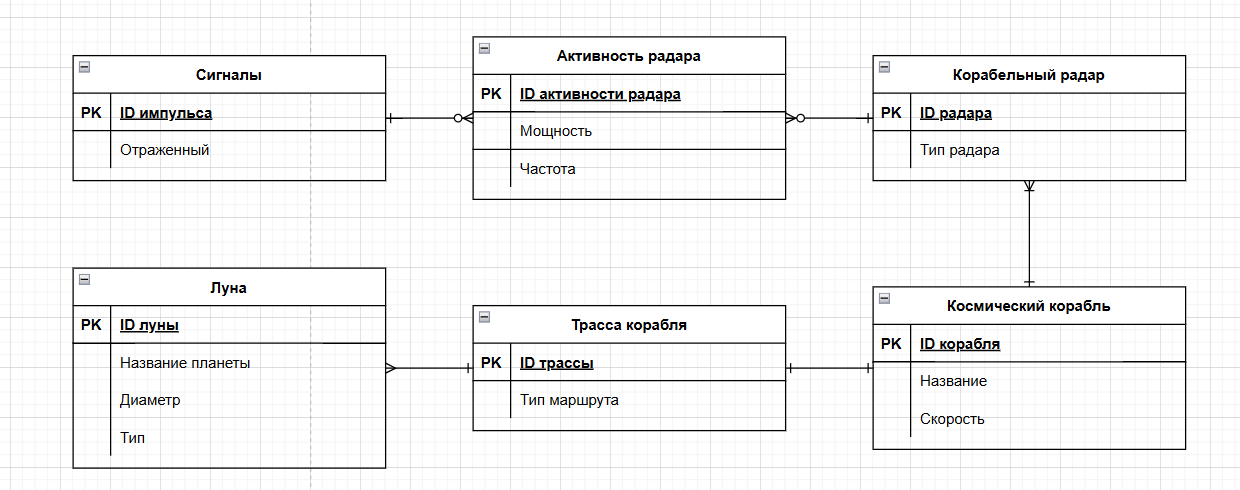 Сигналы
PK ID импульса
Отраженный
Активность радара
PK ID активности радара
Мощность
Частота
Корабельный радар
PK ID радара
Тип радара
Луна
PK ID луны
Название планеты
Диаметр
Тип
Трасса корабля
PK ID трассы
Тип маршрута
Космический корабль
PK ID корабля
Название
Скорость